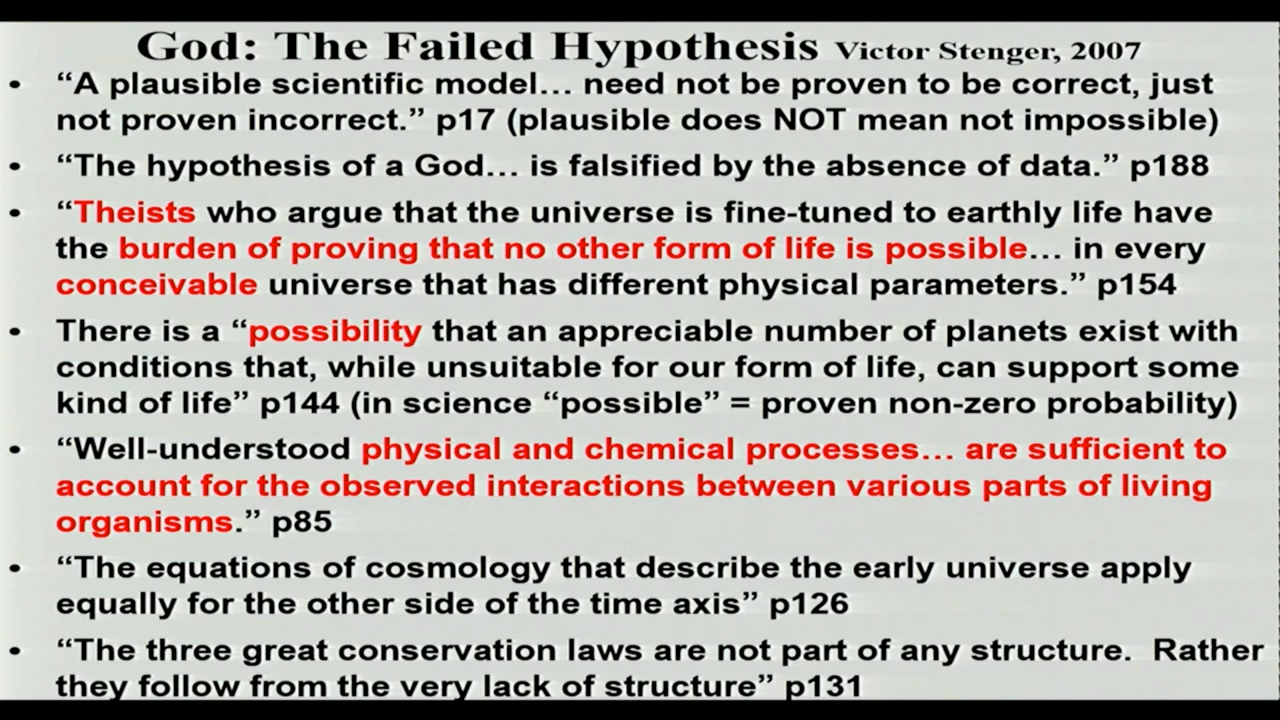 God: The Failed Hypothesis Victor Stenger, 2007
• “A plausible scientific model… need not be proven to be correct, just
not proven incorrect.” p17 (plausible does NOT mean not impossible)
• “The hypothesis of a God… is falsified by the absence of data.” p188
• “Theists who argue that the universe is fine-tuned to earthly life have
the burden of proving that no other form of life is possible… in every
conceivable universe that has different physical parameters.” p154
• There is a “possibility that an appreciable number of planets exist with
conditions that, while unsuitable for our form of life, can support some
kind of life” p144 (in science “possible” = proven non-zero probability)
• “Well-understood physical and chemical processes… are sufficient to
account for the observed interactions between various parts of living
organisms.” p85
• “The equations of cosmology that describe the early universe apply
equally for the other side of the time axis” p126
• “The three great conservation laws are not part of any structure.  Rather
they follow from the very lack of structure” p131